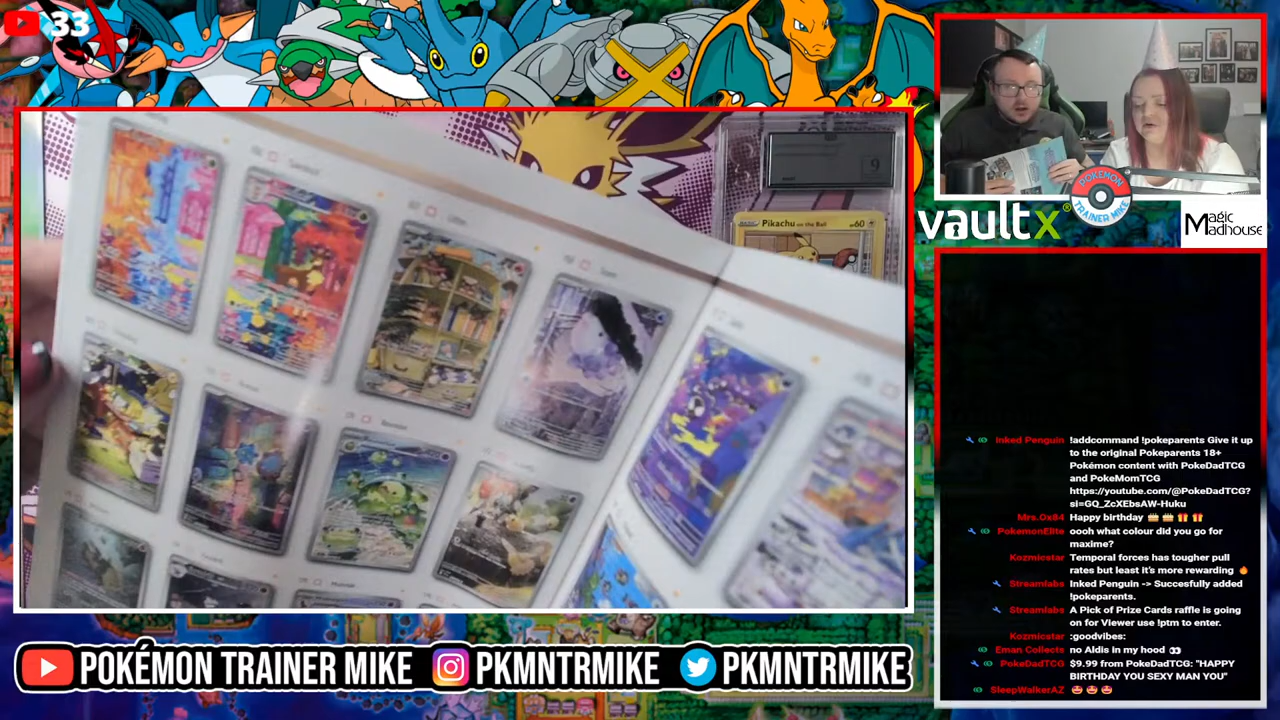 33
9
Pikachu on the Ball HP60
POKEMON
TRAINER
MIKE
vaultx®
Magic
Madhouse
Inked Penguin !addcommand !pokeparents Give it up
to the original Pokeparents 18+
Pokémon content with PokeDadTCG
and PokeMomTCG
https://youtube.com/@PokeDadTCG?
si=GQ_ZcXEbsAW-Huku
Mrs.0x84 Happy birthday 🎂 🎂 🎁 🎁
PokemonElite oooh what colour did you go for
maxime?
Kozmicstar Temporal forces has tougher pull
rates but least it's more rewarding 🔥
Streamlabs Inked Penguin -> Succesfully added
!pokeparents.
Streamlabs A Pick of Prize Cards raffle is going
on for Viewer use !ptm to enter.
Kozmicstar :goodvibes:
Eman Collects no Aldis in my hood 👀
PokeDadTCG $9.99 from PokeDadTCG: "HAPPY
BIRTHDAY YOU SEXY MAN YOU"
SleepWalkerAZ 🤩 🤩 🤩
POKÉMON TRAINER MIKE PKMNTRMIKE PKMNTRMIKE